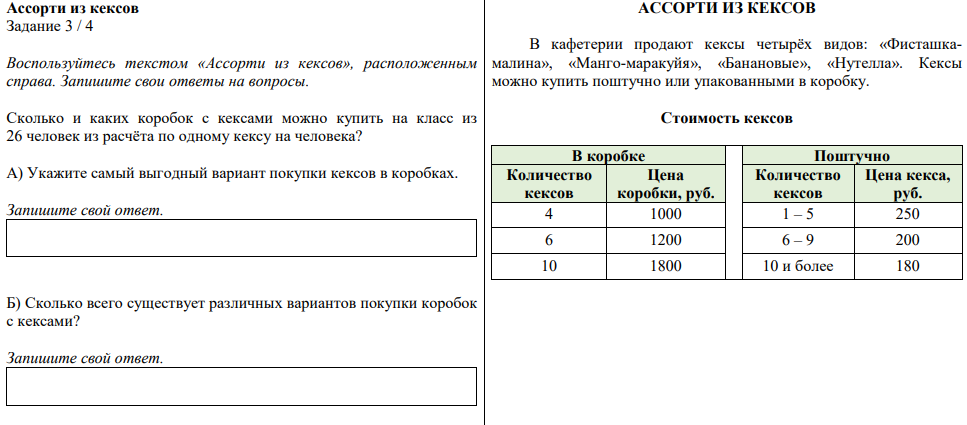 Ассорти из кексов
Задание 3 / 4
Воспользуйтесь текстом «Ассорти из кексов», расположенным
справа. Запишите свои ответы на вопросы.
Сколько и каких коробок с кексами можно купить на класс из
26 человек из расчёта по одному кексу на человека?
А) Укажите самый выгодный вариант покупки кексов в коробках.
Запишите свой ответ.
Б) Сколько всего существует различных вариантов покупки коробок
с кексами?
Запишите свой ответ.
АССОРТИ ИЗ КЕКСОВ
В кафетерии продают кексы четырёх видов: «Фисташка-
малина», «Манго-маракуйя», «Банановые», «Нутелла». Кексы
можно купить поштучно или упакованными в коробку.
Стоимость кексов
В коробке Поштучно
Количество Цена Количество Цена кекса,
кексов коробки, руб. кексов руб.
4 1000 1 – 5 250
6 1200 6 – 9 200
10 1800 10 и более 180